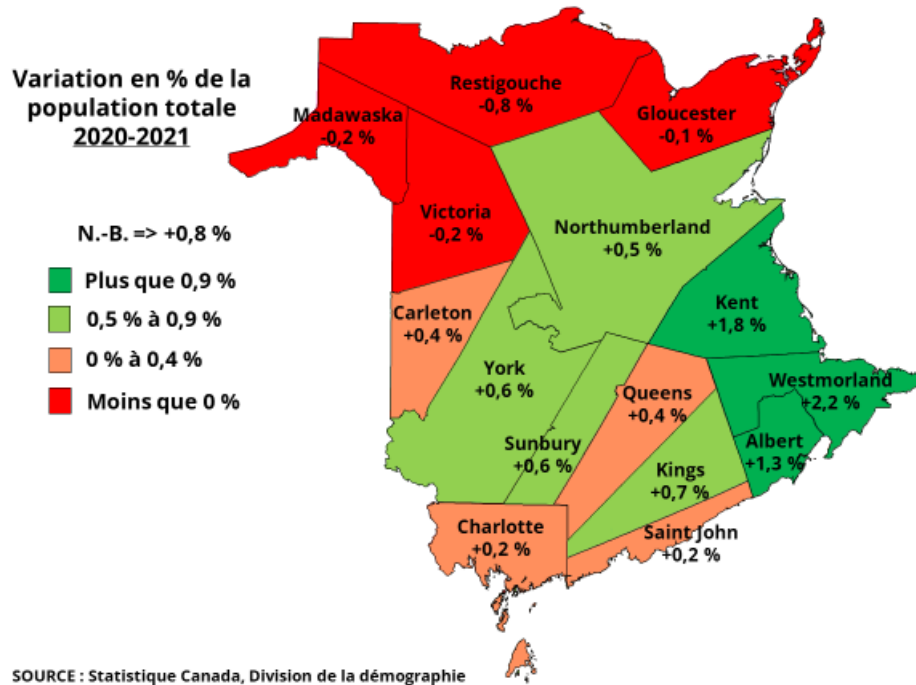 Variation en % de la
population totale
2020-2021
N.-B. => +0,8 %
Plus que 0,9 %
0,5 % à 0,9 %
0 % à 0,4 %
Moins que 0 %
Restigouche
-0,8 %
Madawaska
-0,2 %
Gloucester
-0,1 %
Victoria
-0,2 %
Northumberland
+0,5 %
Carleton
+0,4 %
Kent
+1,8 %
York
+0,6 %
Queens
+0,4 %
Westmorland
+2,2 %
Sunbury
+0,6 %
Albert
+1,3 %
Kings
+0,7 %
Charlotte
+0,2 %
Saint John
+0,2 %
SOURCE : Statistique Canada, Division de la démographie